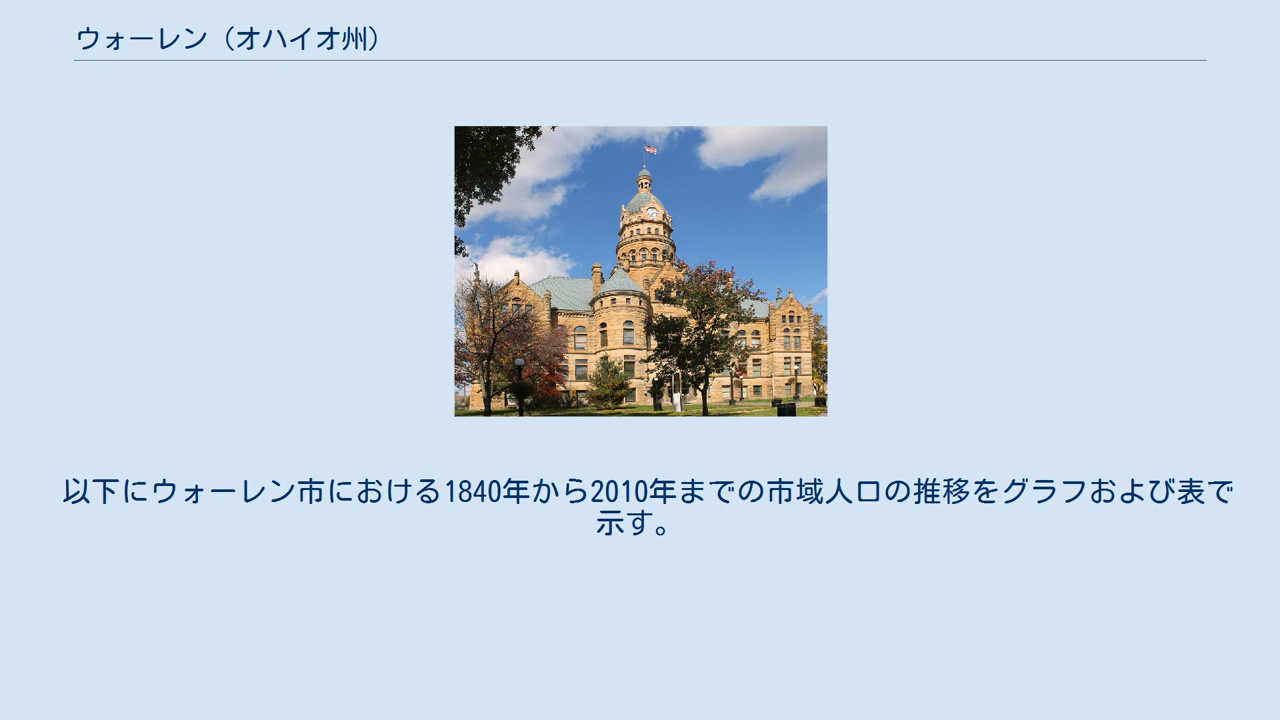 ウォーレン（オハイオ州）
以下にウォーレン市における1840年から2010年までの市域人口の推移をグラフおよび表で
示す。